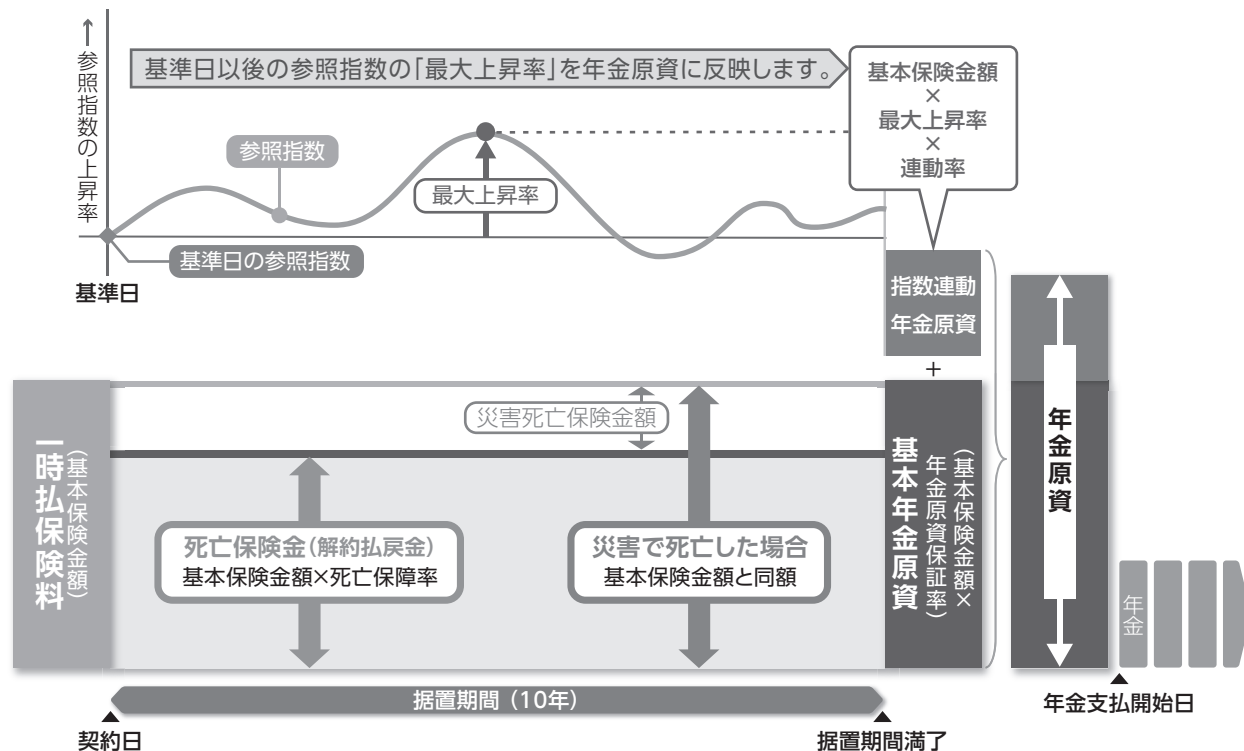 ↑参照指数の上昇率
基準日以後の参照指数の「最大上昇率」を年金原資に反映します。
基本保険金額
×
最大上昇率
×
連動率
参照指数
最大上昇率
基準日の参照指数
基準日
指数連動
年金原資
+
一時払保険料
(基本保険金額)
災害死亡保険金額
死亡保険金(解約払戻金)
基本保険金額×死亡保障率
災害で死亡した場合
基本保険金額と同額
基本年金原資
(基本保険金額×
年金原資保証率)
年金原資
年金
据置期間(10年)
年金支払開始日
契約日
据置期間満了